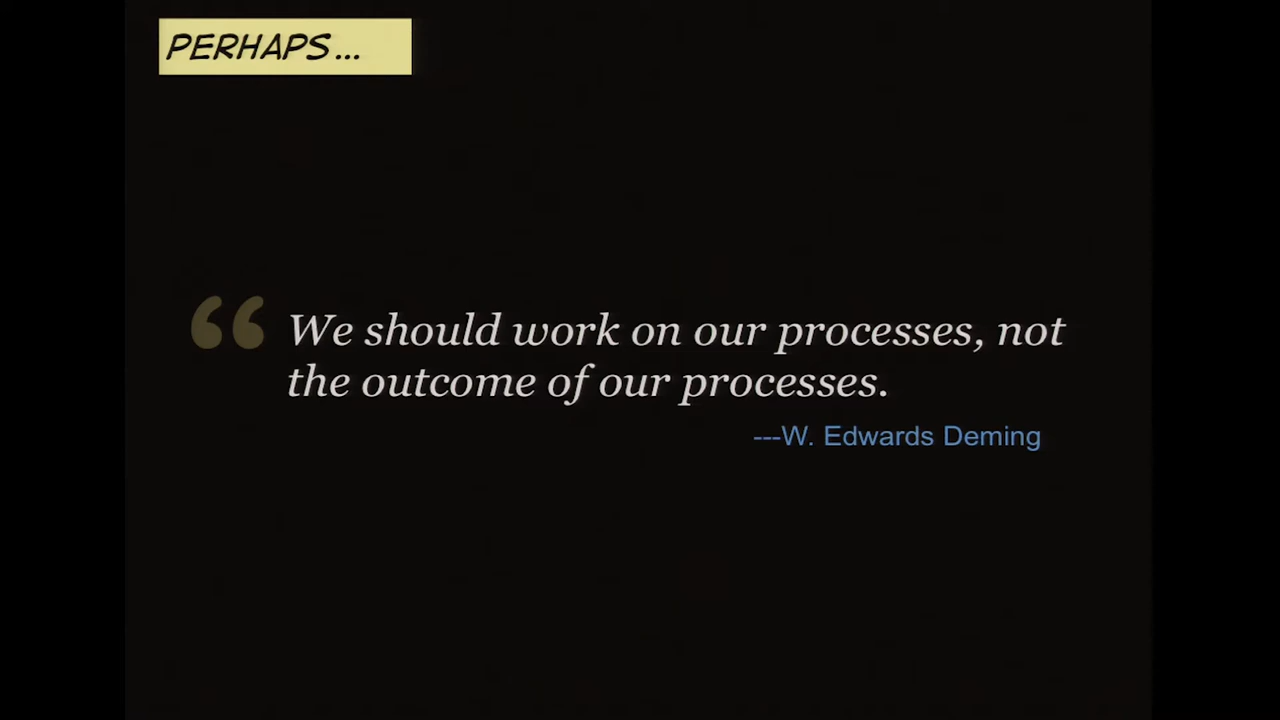 PERHAPS...
“We should work on our processes, not
the outcome of our processes.
---W. Edwards Deming